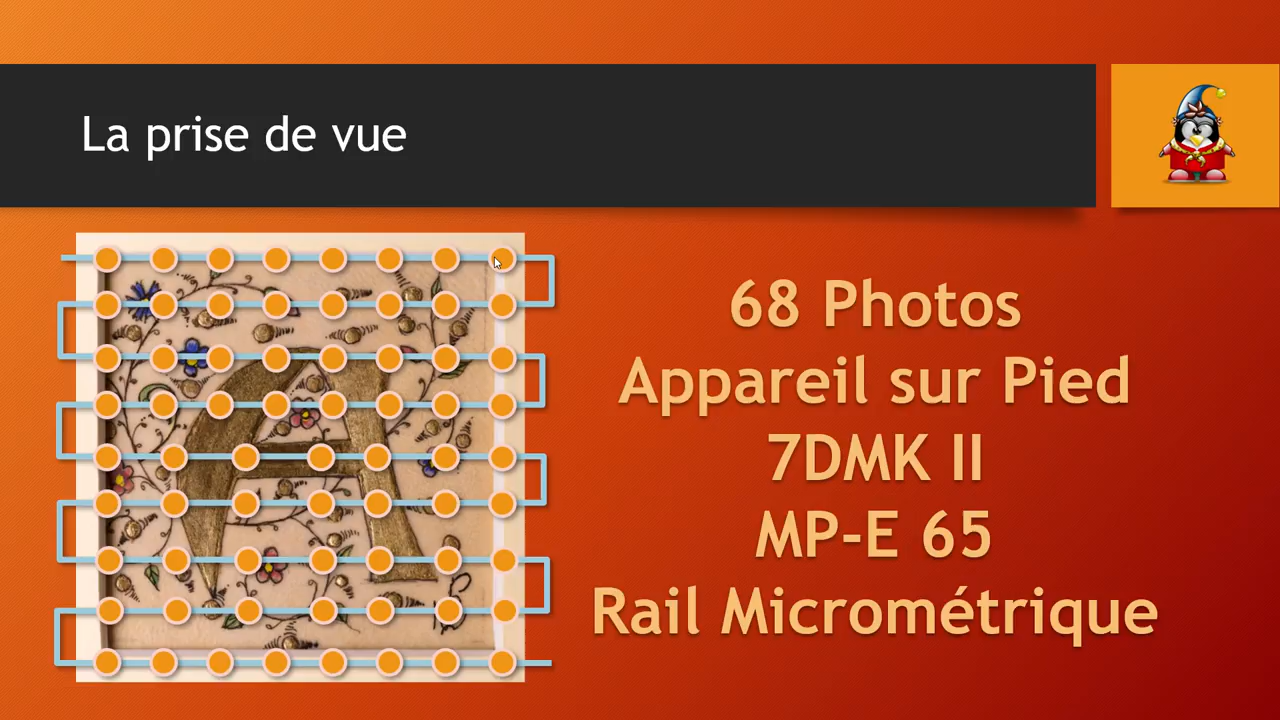 La prise de vue
68 Photos
Appareil sur Pied
7DMK II
MP-E 65
Rail Micrométrique